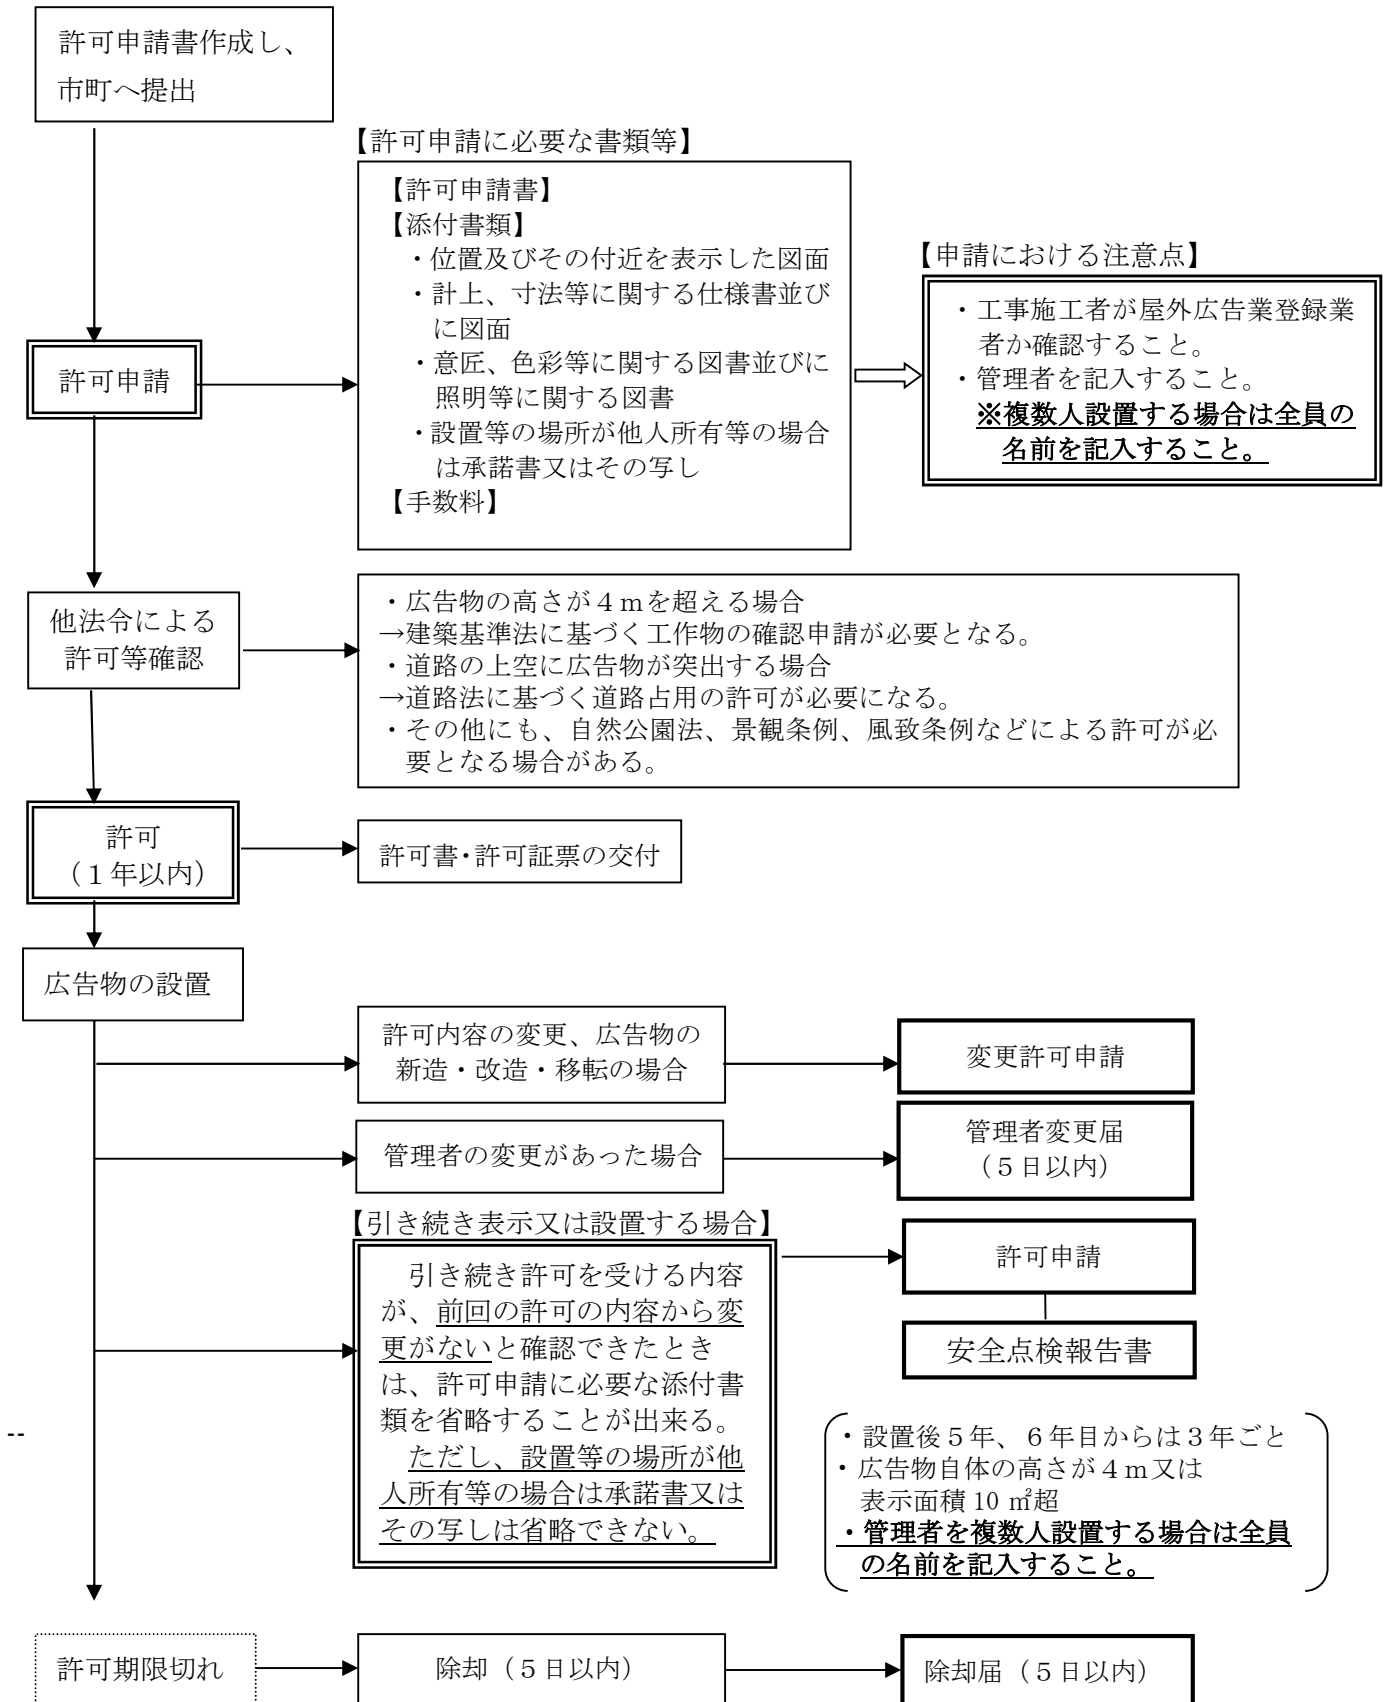 許可申請書作成し、
市町へ提出
【許可申請に必要な書類等】
【許可申請書】
【添付書類】
・位置及びその付近を表示した図面
・計上、寸法等に関する仕様書並び
に図面
・意匠、色彩等に関する図書並びに
照明等に関する図書
・設置等の場所が他人所有等の場合
は承諾書又はその写し
【手数料】
【申請における注意点】
・工事施工者が屋外広告業登録業
者か確認すること。
・管理者を記入すること。
※複数人設置する場合は全員の
名前を記入すること。
許可申請
他法令による
許可等確認
・広告物の高さが４ｍを超える場合
→建築基準法に基づく工作物の確認申請が必要となる。
・道路の上空に広告物が突出する場合
→道路法に基づく道路占用の許可が必要になる。
・その他にも、自然公園法、景観条例、風致条例などによる許可が必
要となる場合がある。
許可
（１年以内）
許可書・許可証票の交付
広告物の設置
許可内容の変更、広告物の
新造・改造・移転の場合
変更許可申請
管理者の変更があった場合
管理者変更届
（５日以内）
【引き続き表示又は設置する場合】
引き続き許可を受ける内容
が、前回の許可の内容から変
更がないと確認できたとき
は、許可申請に必要な添付書
類を省略することが出来る。
ただし、設置等の場所が他
人所有等の場合は承諾書又は
その写しは省略できない。
許可申請
安全点検報告書
・設置後５年、６年目からは３年ごと
・広告物自体の高さが４ｍ又は
表示面積 10 ㎡超
・管理者を複数人設置する場合は全員
の名前を記入すること。
--
許可期限切れ
除却（５日以内）
除却届（５日以内）